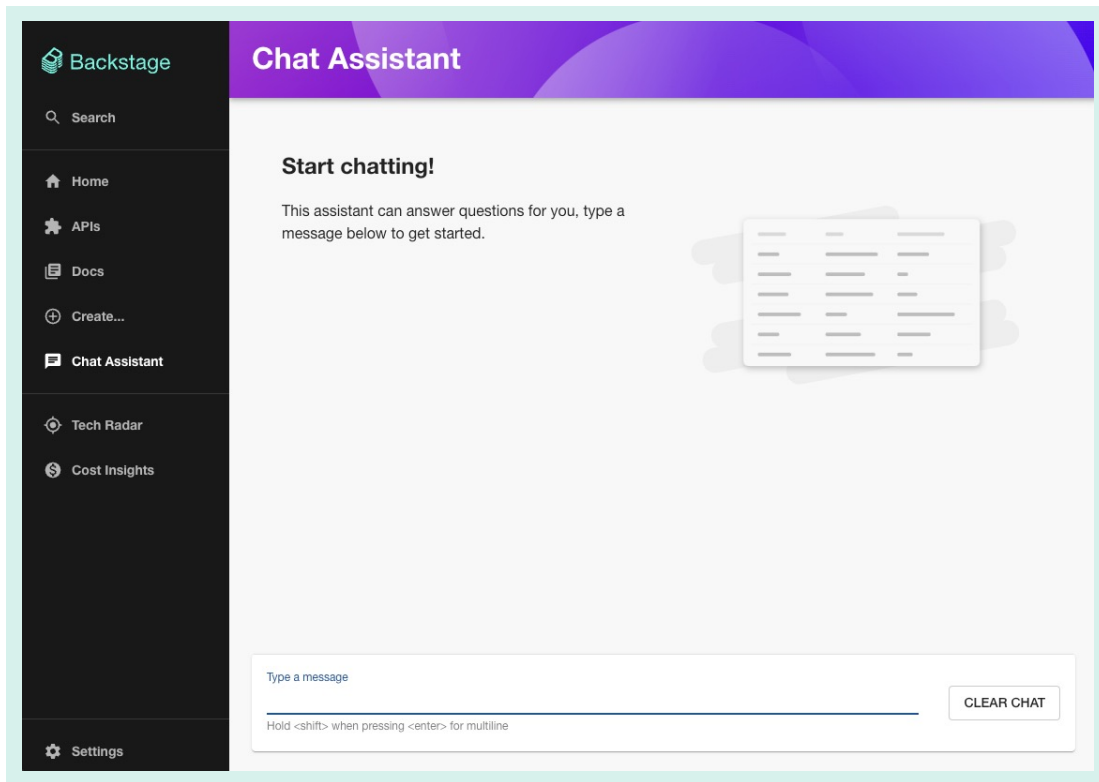 Backstage
Search
Home
APIs
Docs
Create...
Chat Assistant
Tech Radar
Cost Insights
Settings
Chat Assistant
Start chatting!
This assistant can answer questions for you, type a
message below to get started.
Type a message
Hold <shift> when pressing <enter> for multiline
CLEAR CHAT